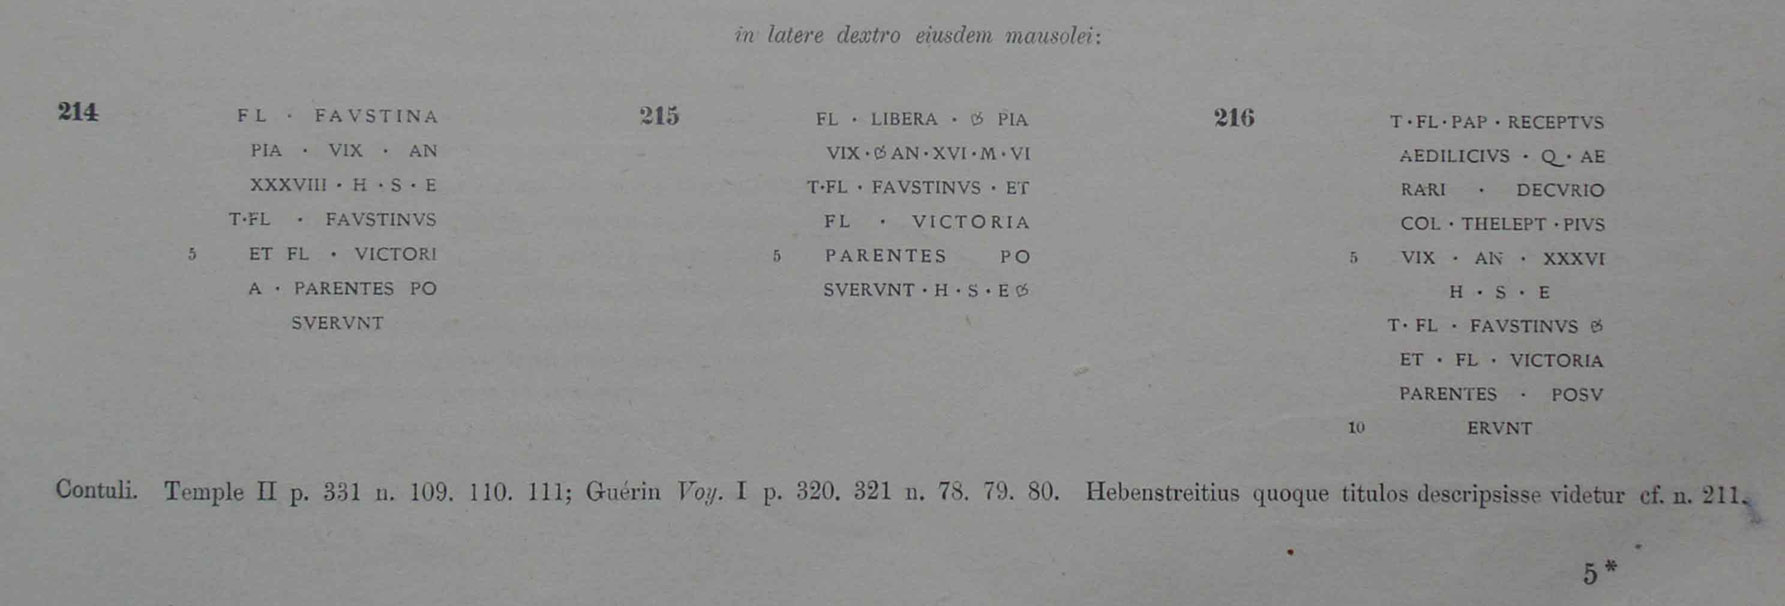 in latere dextro eiusdem mausolei:
214
FL · FAVSTINA
PIA · VIX · AN
XXXVIII · H · S · E
T·FL · FAVSTINVS
5 ET FL · VICTORI
A · PARENTES PO
SVERVNT
215
FL · LIBERA · ❦ PIA
VIX · ❦ AN · XVI · M · VI
T·FL · FAVSTINVS · ET
FL · VICTORIA
5 PARENTES PO
SVERVNT · H · S · E ❦
216
T · FL · PAP · RECEPTVS
AEDILICIVS · Q · AE
RARI · DECVRIO
COL · THELEPT · PIVS
5 VIX · AN · XXXVI
H · S · E
T · FL · FAVSTINVS ❦
ET · FL · VICTORIA
PARENTES · POSV
10 ERVNT
Contuli. Temple II p. 331 n. 109. 110. 111; Guérin Voy. I p. 320. 321 n. 78. 79. 80. Hebenstreitius quoque titulos descripsisse videtur cf. n. 211.
5*